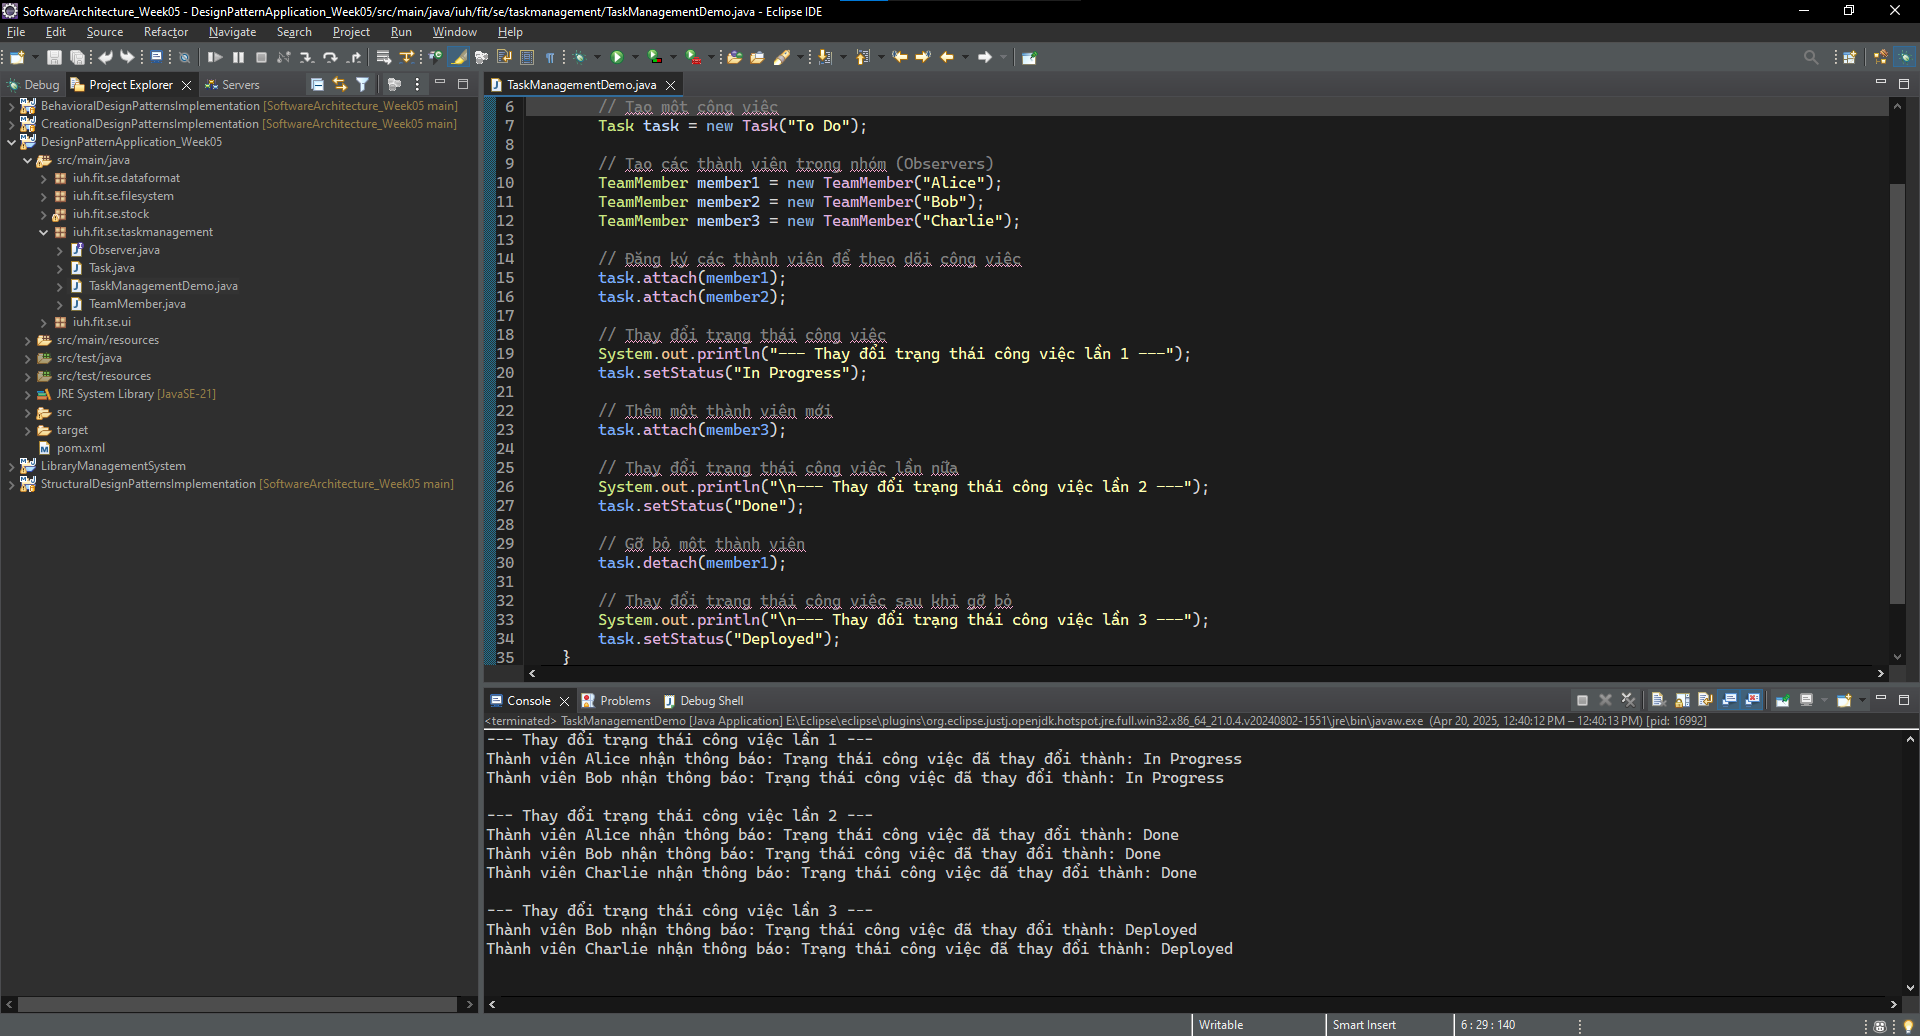 SoftwareArchitecture_Week05 - DesignPatternApplication_Week05/src/main/java/iuh/fit/se/taskmanagement/TaskManagementDemo.java - Eclipse IDE
File Edit Source Refactor Navigate Search Project Run Window Help
Debug Project Explorer Servers
BehavioralDesignPatternsImplementation [SoftwareArchitecture_Week05 main]
CreationalDesignPatternsImplementation [SoftwareArchitecture_Week05 main]
DesignPatternApplication_Week05
src/main/java
iuh.fit.se.dataformat
iuh.fit.se.filesystem
iuh.fit.se.stock
iuh.fit.se.taskmanagement
Observer.java
Task.java
TaskManagementDemo.java
TeamMember.java
iuh.fit.se.ui
src/main/resources
src/test/java
src/test/resources
JRE System Library [JavaSE-21]
src
target
pom.xml
LibraryManagementSystem
StructuralDesignPatternsImplementation [SoftwareArchitecture_Week05 main]
TaskManagementDemo.java
6 // Tạo một công việc
7 Task task = new Task("To Do");
8
9 // Tạo các thành viên trong nhóm (Observers)
10 TeamMember member1 = new TeamMember("Alice");
11 TeamMember member2 = new TeamMember("Bob");
12 TeamMember member3 = new TeamMember("Charlie");
13
14 // Đăng ký các thành viên để theo dõi công việc
15 task.attach(member1);
16 task.attach(member2);
17
18 // Thay đổi trạng thái công việc
19 System.out.println("--- Thay đổi trạng thái công việc lần 1 ---");
20 task.setStatus("In Progress");
21
22 // Thêm một thành viên mới
23 task.attach(member3);
24
25 // Thay đổi trạng thái công việc lần nữa
26 System.out.println("\n--- Thay đổi trạng thái công việc lần 2 ---");
27 task.setStatus("Done");
28
29 // Gỡ bỏ một thành viên
30 task.detach(member1);
31
32 // Thay đổi trạng thái công việc sau khi gỡ bỏ
33 System.out.println("\n--- Thay đổi trạng thái công việc lần 3 ---");
34 task.setStatus("Deployed");
35 }
Console Problems Debug Shell
<terminated> TaskManagementDemo [Java Application] E:\Eclipse\eclipse\plugins\org.eclipse.justj.openjdk.hotspot.jre.full.win32.x86_64_21.0.4.v20240802-1551\jre\bin\javaw.exe (Apr 20, 2025, 12:40:12 PM – 12:40:13 PM) [pid: 16992]
--- Thay đổi trạng thái công việc lần 1 ---
Thành viên Alice nhận thông báo: Trạng thái công việc đã thay đổi thành: In Progress
Thành viên Bob nhận thông báo: Trạng thái công việc đã thay đổi thành: In Progress
--- Thay đổi trạng thái công việc lần 2 ---
Thành viên Alice nhận thông báo: Trạng thái công việc đã thay đổi thành: Done
Thành viên Bob nhận thông báo: Trạng thái công việc đã thay đổi thành: Done
Thành viên Charlie nhận thông báo: Trạng thái công việc đã thay đổi thành: Done
--- Thay đổi trạng thái công việc lần 3 ---
Thành viên Bob nhận thông báo: Trạng thái công việc đã thay đổi thành: Deployed
Thành viên Charlie nhận thông báo: Trạng thái công việc đã thay đổi thành: Deployed
Writable Smart Insert 6 : 29 : 140